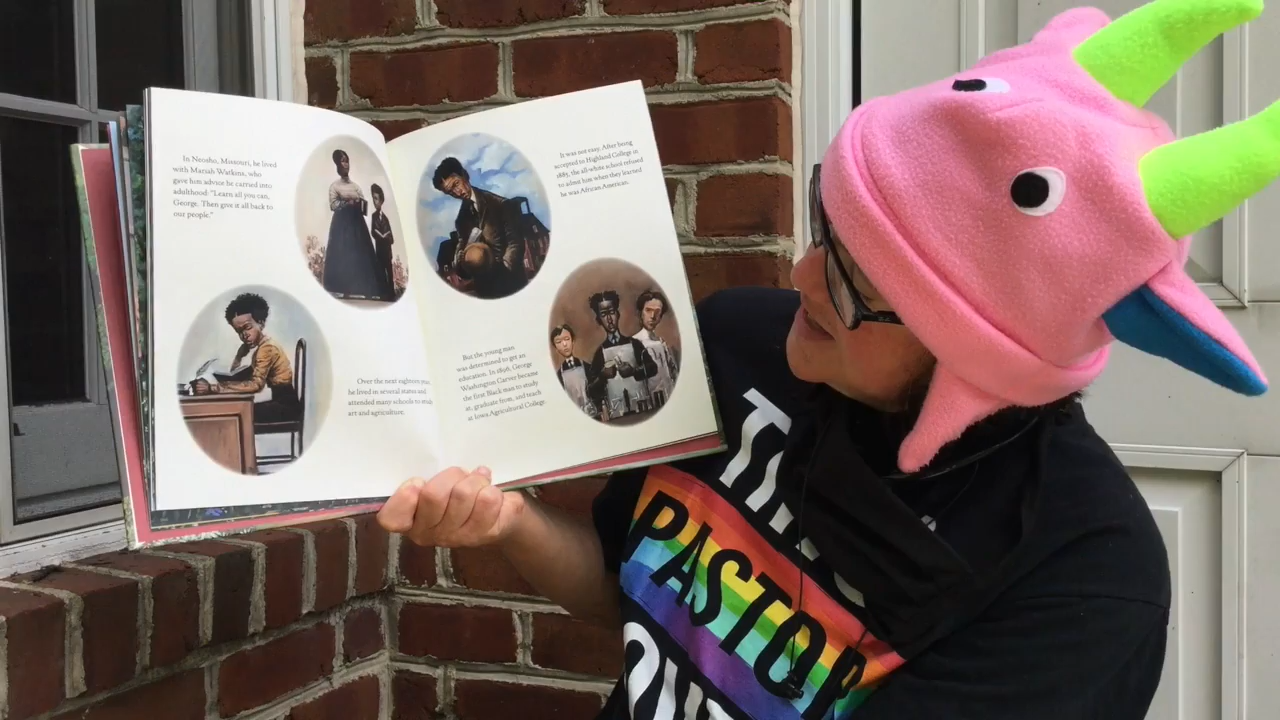 In Neosho, Missouri, he lived
with Mariah Watkins, who
gave him advice he carried into
adulthood: "Learn all you can,
George. Then give it all back to
our people."
Over the next eighteen
he lived in several states and
attended many schools to study
art and agriculture.
It was not easy. After being
accepted to Highland College in
1885, the all-white school refused
to admit him when they learned
he was African American.
But the young man
was determined to get an
education. In 1896, George
Washington Carver became
the first Black man to study
at, graduate from, and teach
at Iowa Agricultural College.
THIS
PASTOR